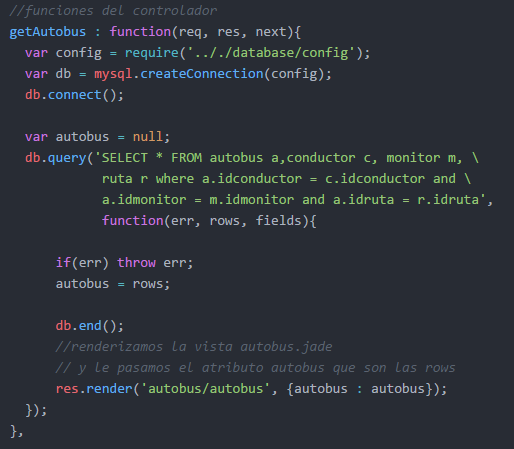 //funciones del controlador
getAutobus : function(req, res, next){
var config = require('.././database/config');
var db = mysql.createConnection(config);
db.connect();
var autobus = null;
db.query('SELECT * FROM autobus a,conductor c, monitor m, \
ruta r where a.idconductor = c.idconductor and \
a.idmonitor = m.idmonitor and a.idruta = r.idruta',
function(err, rows, fields){
if(err) throw err;
autobus = rows;
db.end();
//renderizamos la vista autobus.jade
// y le pasamos el atributo autobus que son las rows
res.render('autobus/autobus', {autobus : autobus});
});
},